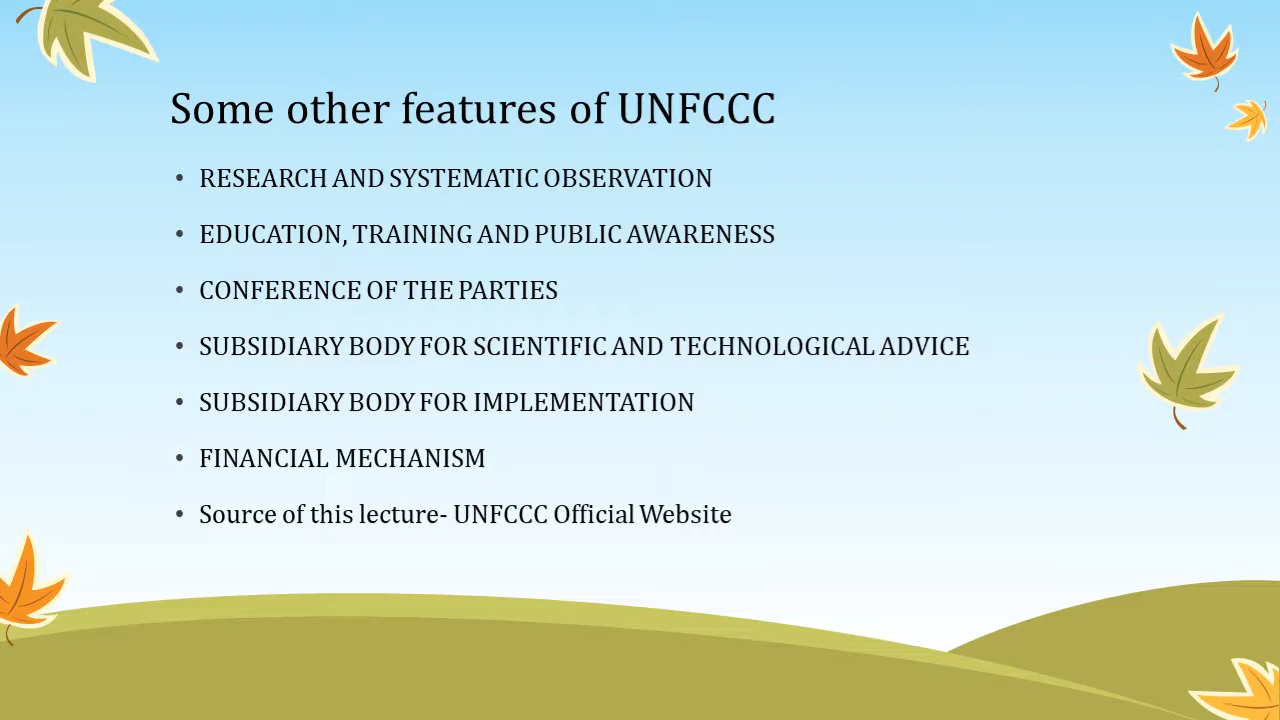 Some other features of UNFCCC
• RESEARCH AND SYSTEMATIC OBSERVATION
• EDUCATION, TRAINING AND PUBLIC AWARENESS
• CONFERENCE OF THE PARTIES
• SUBSIDIARY BODY FOR SCIENTIFIC AND TECHNOLOGICAL ADVICE
• SUBSIDIARY BODY FOR IMPLEMENTATION
• FINANCIAL MECHANISM
• Source of this lecture- UNFCCC Official Website